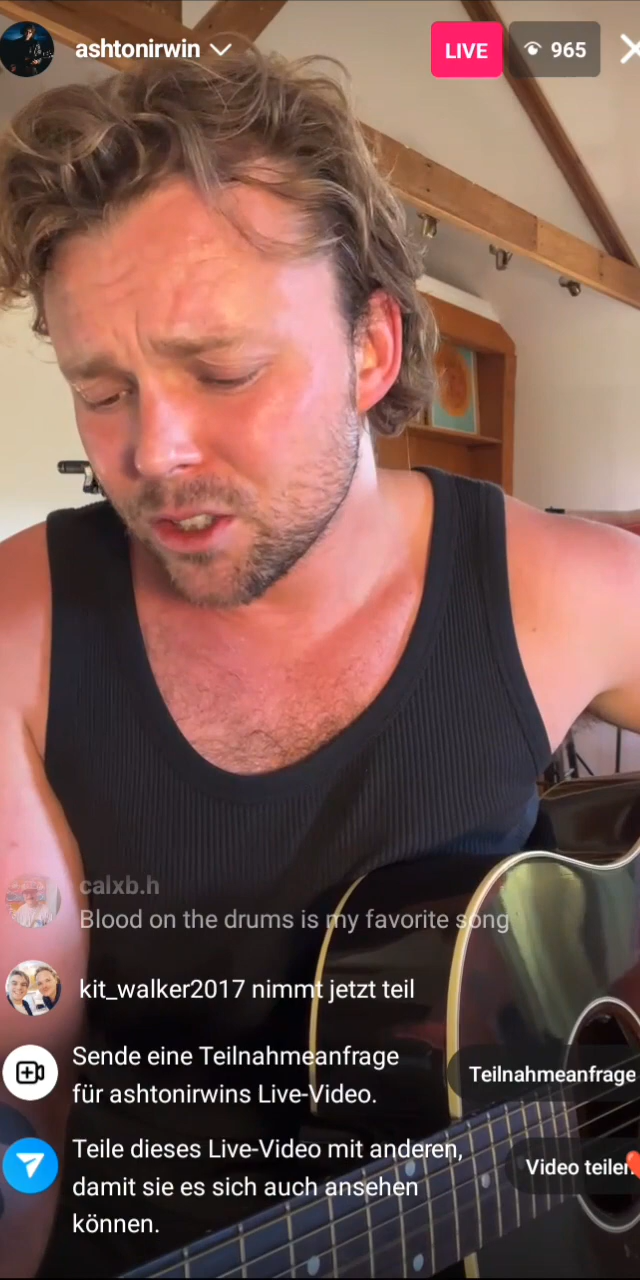 ashtonirwin
LIVE
965
calxb.h
Blood on the drums is my favorite song
kit_walker2017 nimmt jetzt teil
Sende eine Teilnahmeanfrage
für ashtonirwins Live-Video.
Teilnahmeanfrage
Teile dieses Live-Video mit anderen,
damit sie es sich auch ansehen
können.
Video teilen